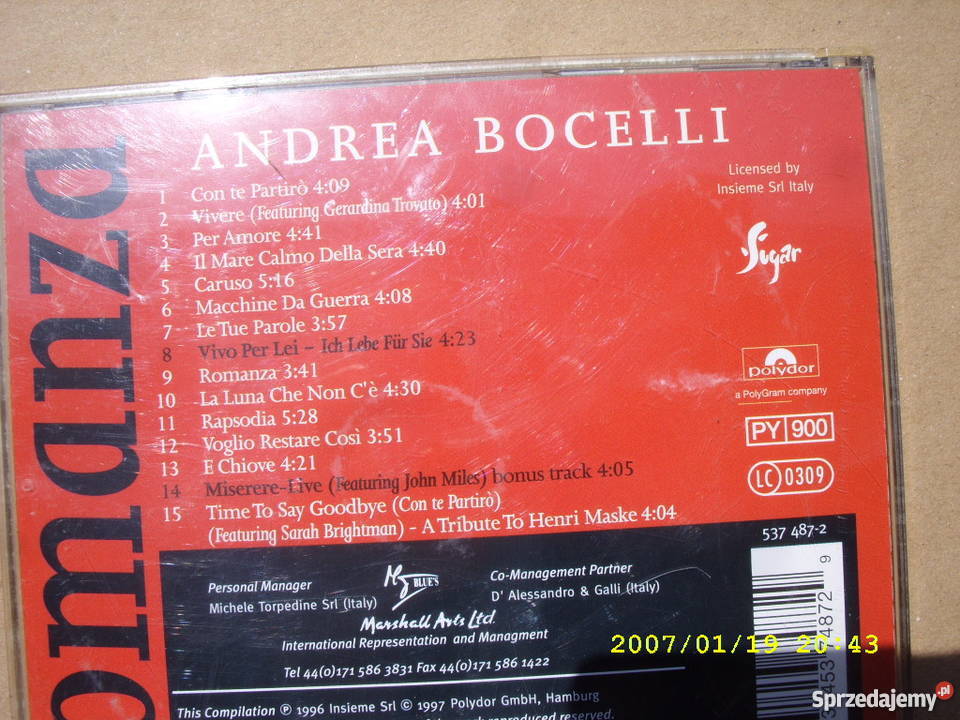 ANDREA BOCELLI
1 Con te Partirò 4:09
2 Vivere (Featuring Gerardina Trovato) 4:01
3 Per Amore 4:41
4 Il Mare Calmo Della Sera 4:40
5 Caruso 5:16
6 Macchine Da Guerra 4:08
7 Le Tue Parole 3:57
8 Vivo Per Lei – Ich Lebe Für Sie 4:23
9 Romanza 3:41
10 La Luna Che Non C'è 4:30
11 Rapsodia 5:28
12 Voglio Restare Così 3:51
13 E Chiove 4:21
14 Miserere-Live (Featuring John Miles) bonus track 4:05
15 Time To Say Goodbye (Con te Partirò)
(Featuring Sarah Brightman) - A Tribute To Henri Maske 4:04
Licensed by
Insieme Srl Italy
Sugar
polydor
a PolyGram company
PY 900
LC 0309
537 487-2
omanza
Personal Manager
Michele Torpedine Srl (Italy)
BLUE'S
Co-Management Partner
D' Alessandro & Galli (Italy)
Marshall Arts Ltd.
International Representation and Managment
Tel 44(0)171 586 3831 Fax 44(0)171 586 1422
This Compilation ℗ 1996 Insieme Srl © 1997 Polydor GmbH, Hamburg
reproduced reserved.
9
2007/01/19 20:43
Sprzedajemy.pl